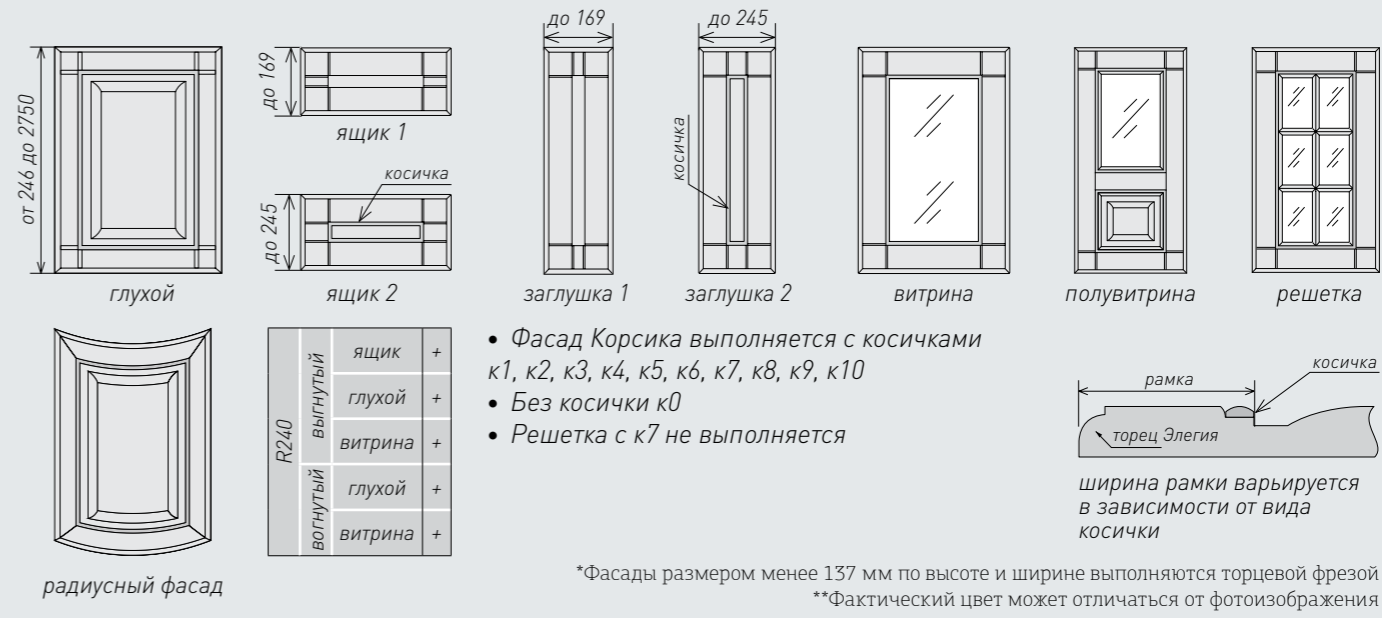 от 246 до 2750
глухой
до 169
ящик 1
косичка
до 245
ящик 2
до 169
заглушка 1
до 245
косичка
заглушка 2
витрина
полувитрина
решетка
радиусный фасад
R240
выгнутый
ящик +
глухой +
витрина +
вогнутый
глухой +
витрина +
• Фасад Корсика выполняется с косичками
к1, к2, к3, к4, к5, к6, к7, к8, к9, к10
• Без косички к0
• Решетка с к7 не выполняется
рамка
косичка
торец Элегия
ширина рамки варьируется
в зависимости от вида
косички
*Фасады размером менее 137 мм по высоте и ширине выполняются торцевой фрезой
**Фактический цвет может отличаться от фотоизображения